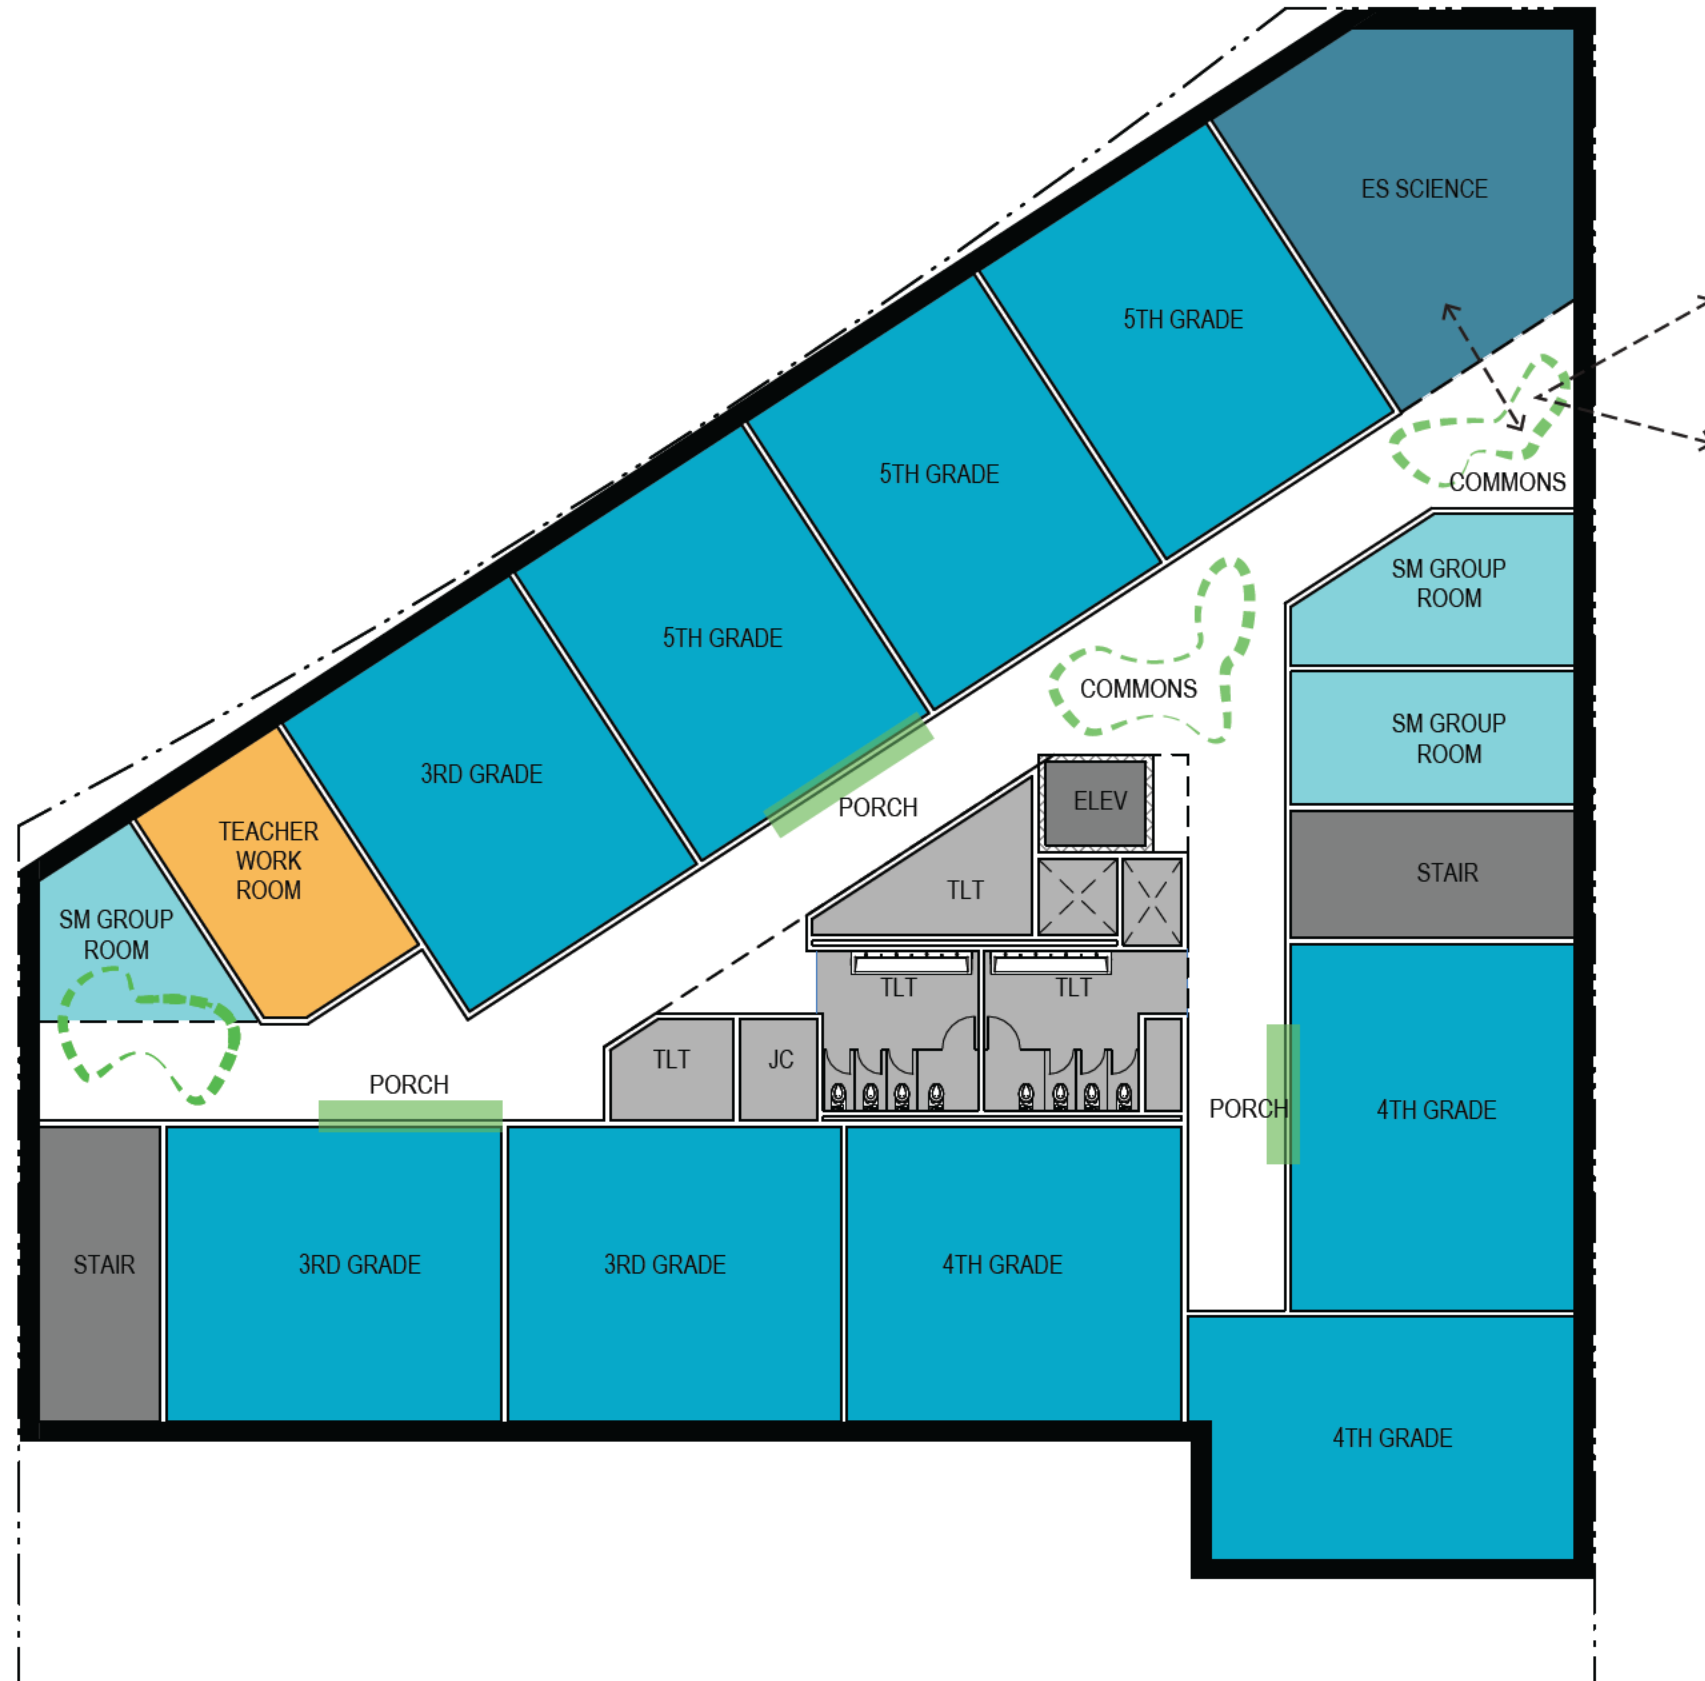 ES SCIENCE
5TH GRADE
5TH GRADE
COMMONS
SM GROUP
ROOM
5TH GRADE
COMMONS
SM GROUP
ROOM
3RD GRADE
PORCH
ELEV
TEACHER
WORK
ROOM
STAIR
TLT
SM GROUP
ROOM
TLT
TLT
TLT
JC
PORCH
PORCH
4TH GRADE
STAIR
3RD GRADE
3RD GRADE
4TH GRADE
4TH GRADE